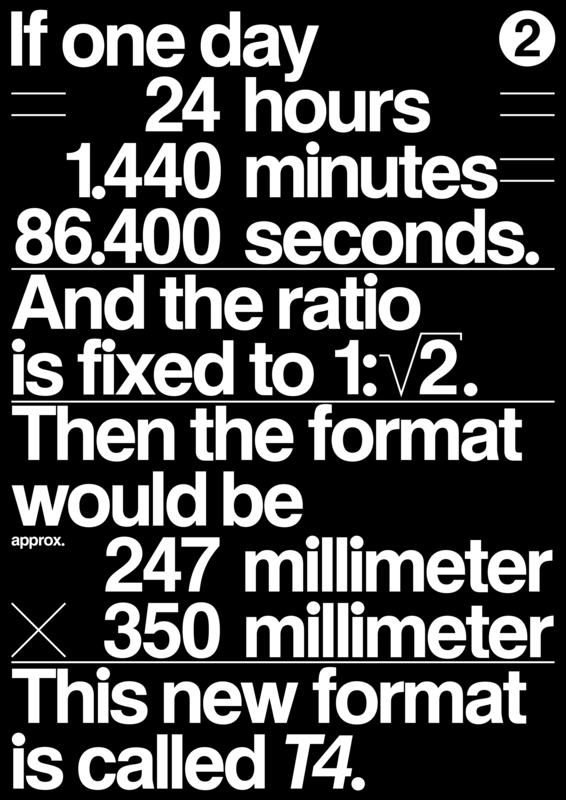 If one day 2
= 24 hours =
1.440 minutes =
86.400 seconds.
And the ratio
is fixed to 1:√2.
Then the format
would be
approx. 247 millimeter
× 350 millimeter
This new format
is called T4.